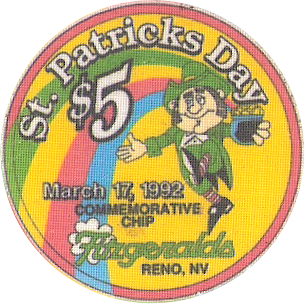 St. Patricks Day
$5
March 17, 1992
COMMEMORATIVE
CHIP
Fitzgeralds
RENO, NV